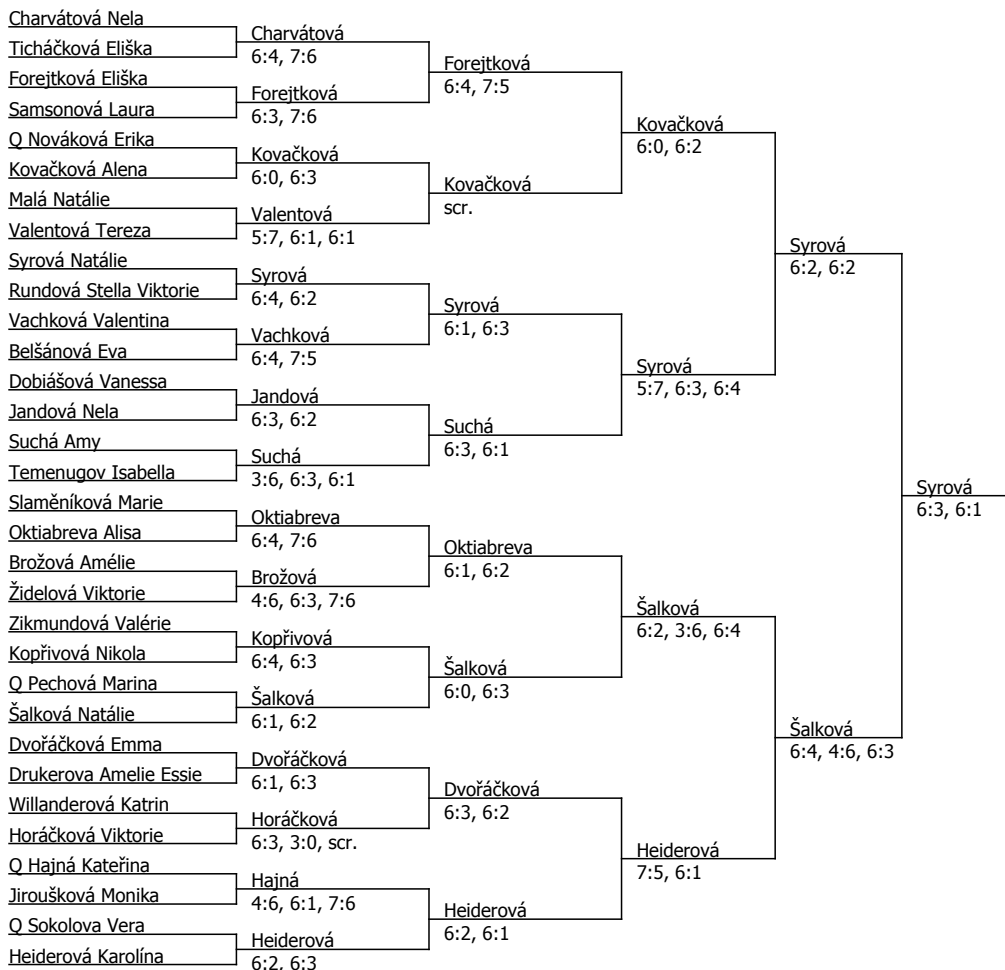 Charvátová Nela
Ticháčková Eliška
Forejtková Eliška
Samsonová Laura
Q Nováková Erika
Kovačková Alena
Malá Natálie
Valentová Tereza
Syrová Natálie
Rundová Stella Viktorie
Vachková Valentina
Belšánová Eva
Dobiášová Vanessa
Jandová Nela
Suchá Amy
Temenugov Isabella
Slaměníková Marie
Oktiabreva Alisa
Brožová Amélie
Židelová Viktorie
Zikmundová Valérie
Kopřivová Nikola
Q Pechová Marina
Šalková Natálie
Dvořáčková Emma
Drukerova Amelie Essie
Willanderová Katrin
Horáčková Viktorie
Q Hajná Kateřina
Jiroušková Monika
Q Sokolova Vera
Heiderová Karolína
Charvátová
6:4, 7:6
Forejtková
6:3, 7:6
Kovačková
6:0, 6:3
Valentová
5:7, 6:1, 6:1
Syrová
6:4, 6:2
Vachková
6:4, 7:5
Jandová
6:3, 6:2
Suchá
3:6, 6:3, 6:1
Oktiabreva
6:4, 7:6
Brožová
4:6, 6:3, 7:6
Kopřivová
6:4, 6:3
Šalková
6:1, 6:2
Dvořáčková
6:1, 6:3
Horáčková
6:3, 3:0, scr.
Hajná
4:6, 6:1, 7:6
Heiderová
6:2, 6:3
Forejtková
6:4, 7:5
Kovačková
scr.
Syrová
6:1, 6:3
Suchá
6:3, 6:1
Oktiabreva
6:1, 6:2
Šalková
6:0, 6:3
Dvořáčková
6:3, 6:2
Heiderová
6:2, 6:1
Kovačková
6:0, 6:2
Syrová
5:7, 6:3, 6:4
Šalková
6:2, 3:6, 6:4
Heiderová
7:5, 6:1
Syrová
6:2, 6:2
Šalková
6:4, 4:6, 6:3
Syrová
6:3, 6:1